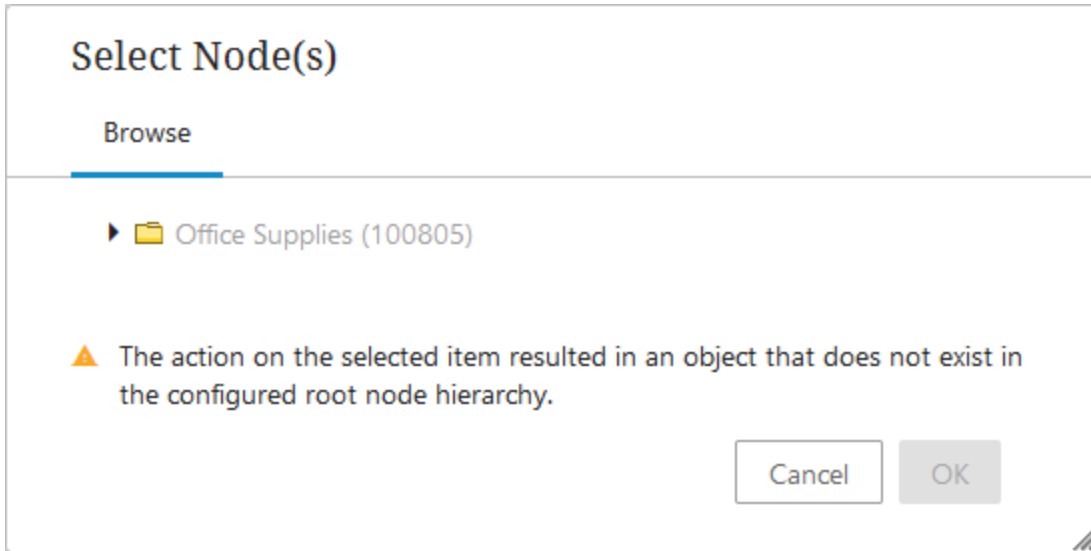 Select Node(s)
Browse
Office Supplies (100805)
The action on the selected item resulted in an object that does not exist in
the configured root node hierarchy.
Cancel
OK